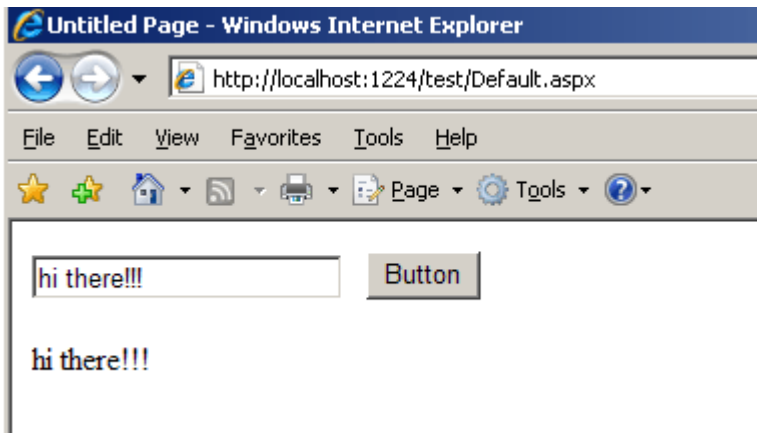 Untitled Page - Windows Internet Explorer
http://localhost:1224/test/Default.aspx
File Edit View Favorites Tools Help
Page Tools
hi there!!! Button
hi there!!!